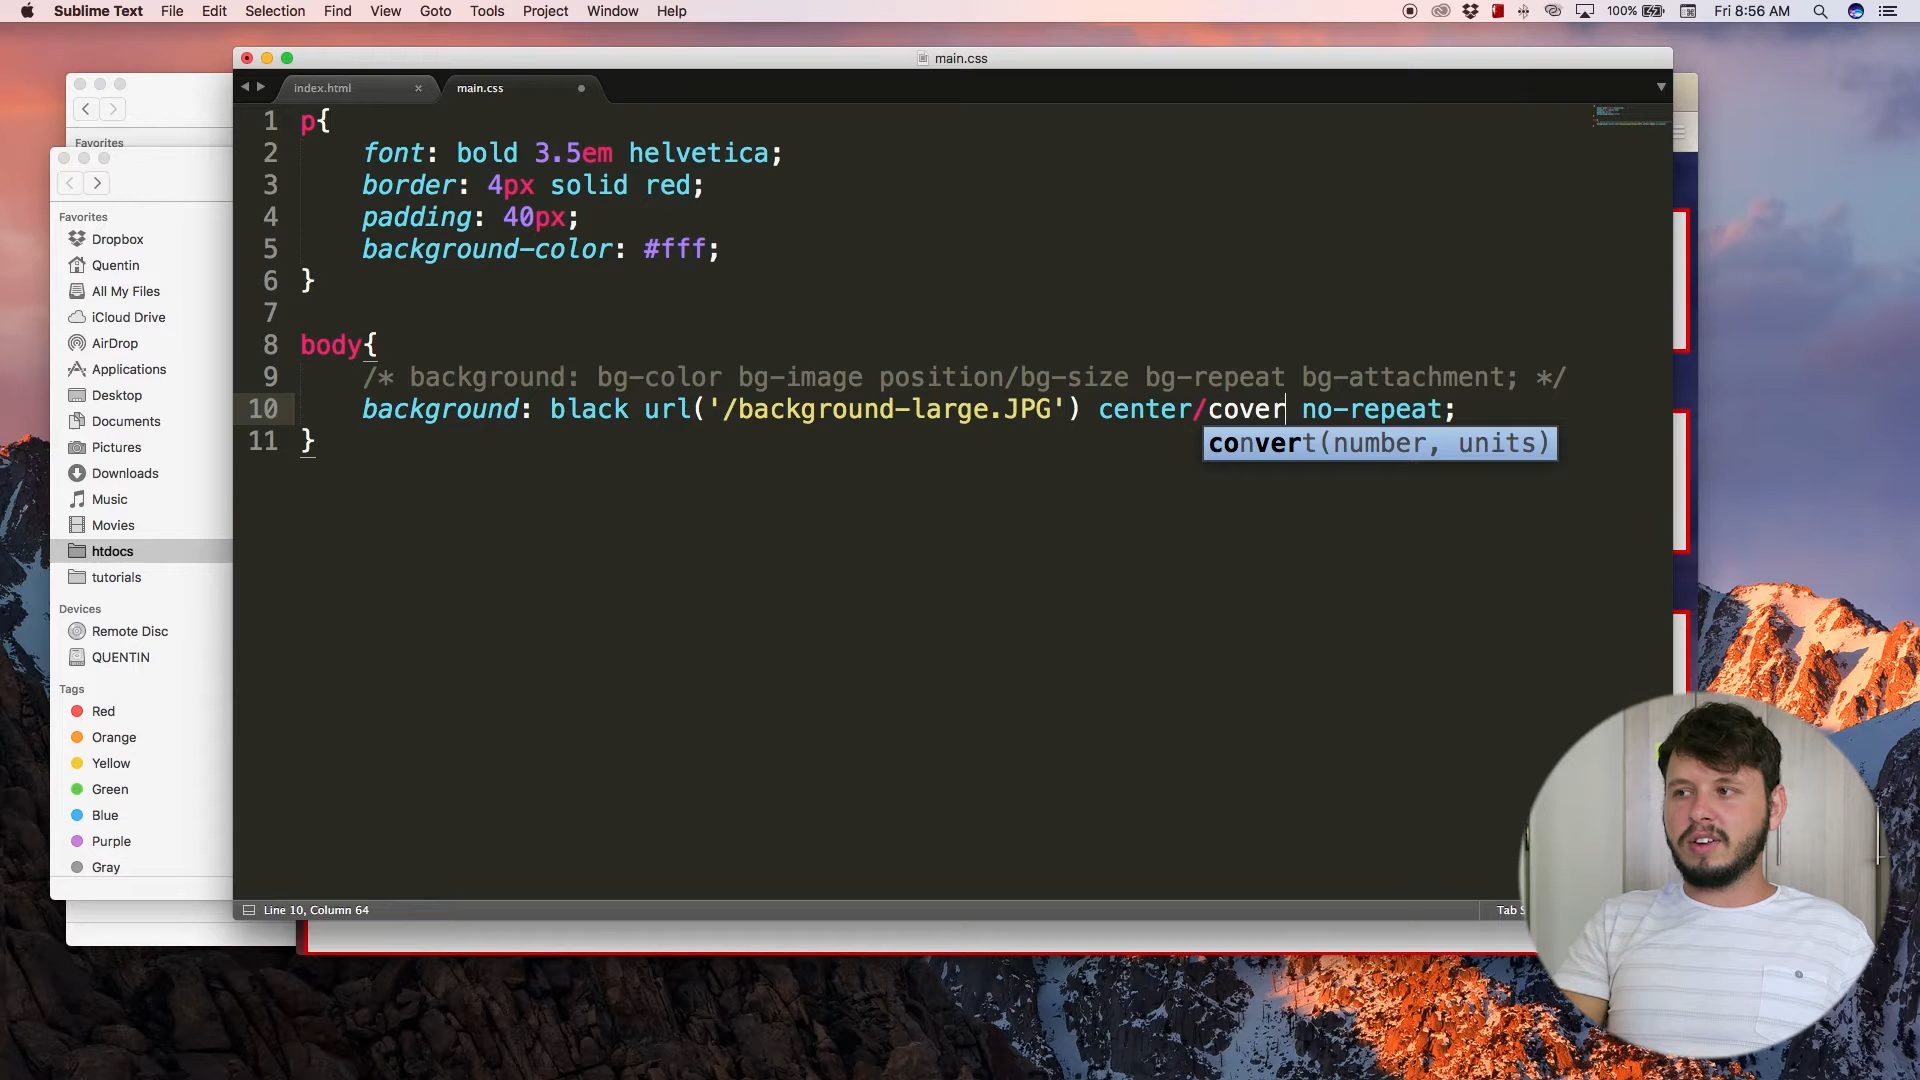 Sublime Text File Edit Selection Find View Goto Tools Project Window Help 100% Fri 8:56 AM
main.css
index.html × main.css
Favorites
Favorites
Dropbox
Quentin
All My Files
iCloud Drive
AirDrop
Applications
Desktop
Documents
Pictures
Downloads
Music
Movies
htdocs
tutorials
Devices
Remote Disc
QUENTIN
Tags
Red
Orange
Yellow
Green
Blue
Purple
Gray
1 p{
2 font: bold 3.5em helvetica;
3 border: 4px solid red;
4 padding: 40px;
5 background-color: #fff;
6 }
7
8 body{
9 /* background: bg-color bg-image position/bg-size bg-repeat bg-attachment; */
10 background: black url('/background-large.JPG') center/cover no-repeat;
convert(number, units)
11 }
Line 10, Column 64 Tab S